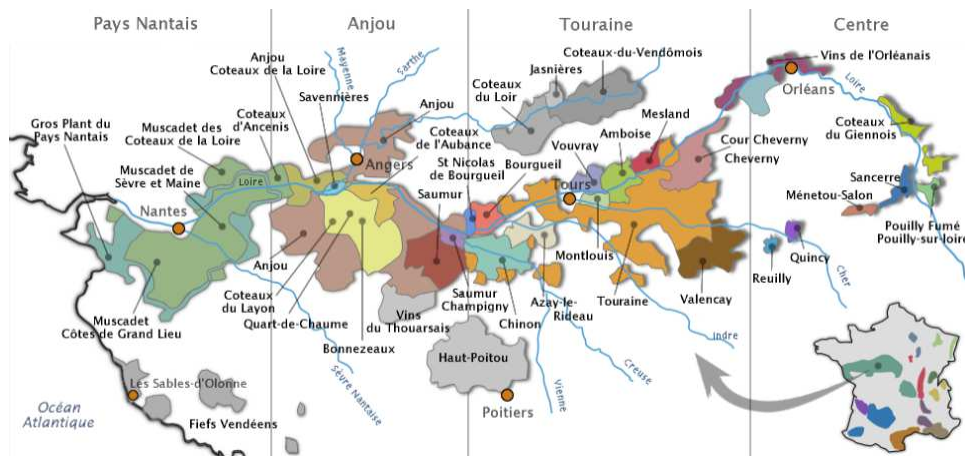 Pays Nantais
Anjou
Touraine
Centre
Mayenne
Sarthe
Anjou
Coteaux de la Loire
Savennières
Coteaux
d'Ancenis
Muscadet des
Coteaux de la Loire
Gros Plant du
Pays Nantais
Muscadet de
Sèvre et Maine
Loire
Nantes
Angers
Anjou
Coteaux
de l'Aubance
St Nicolas
de Bourgueil
Saumur
Bourgueil
Coteaux
du Loir
Jasnières
Coteaux-du-Vendômois
Vouvray
Amboise
Mesland
Tours
Cour Cheverny
Cheverny
Vins de l'Orléanais
Orléans
Loire
Coteaux
du Giennois
Sancerre
Ménetou-Salon
Pouilly Fumé
Pouilly-sur-loire
Quincy
Reuilly
Cher
Montlouis
Touraine
Valencay
Azay-le-
Rideau
Chinon
Saumur
Champigny
Anjou
Coteaux
du Layon
Quart-de-Chaume
Bonnezeaux
Vins
du Thouarsais
Muscadet
Côtes de Grand Lieu
Haut-Poitou
Poitiers
Vienne
Creuse
Indre
Sèvre Nantaise
Les Sables-d'Olonne
Fiefs Vendéens
Océan
Atlantique